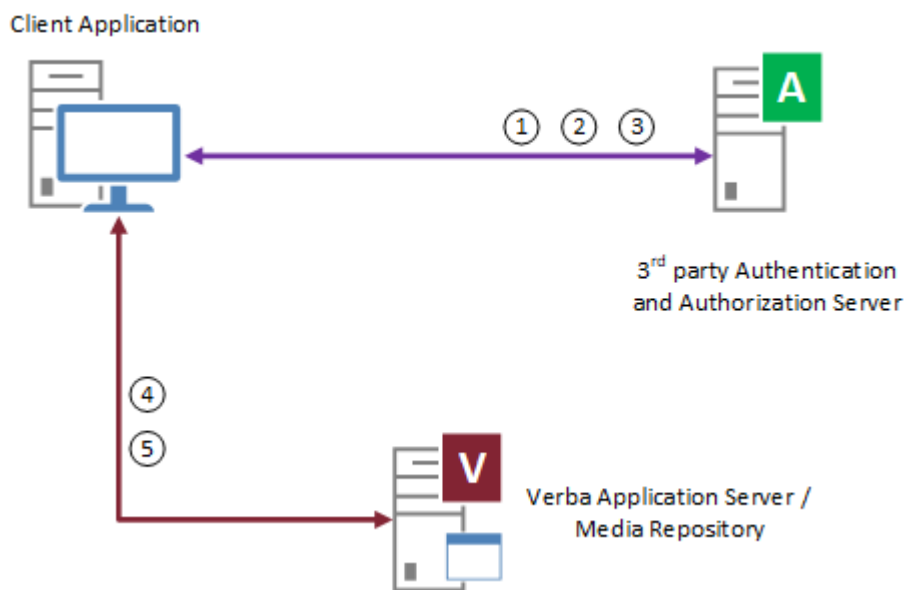 Client Application
A
1 2 3
3rd party Authentication
and Authorization Server
4
5
V
Verba Application Server /
Media Repository